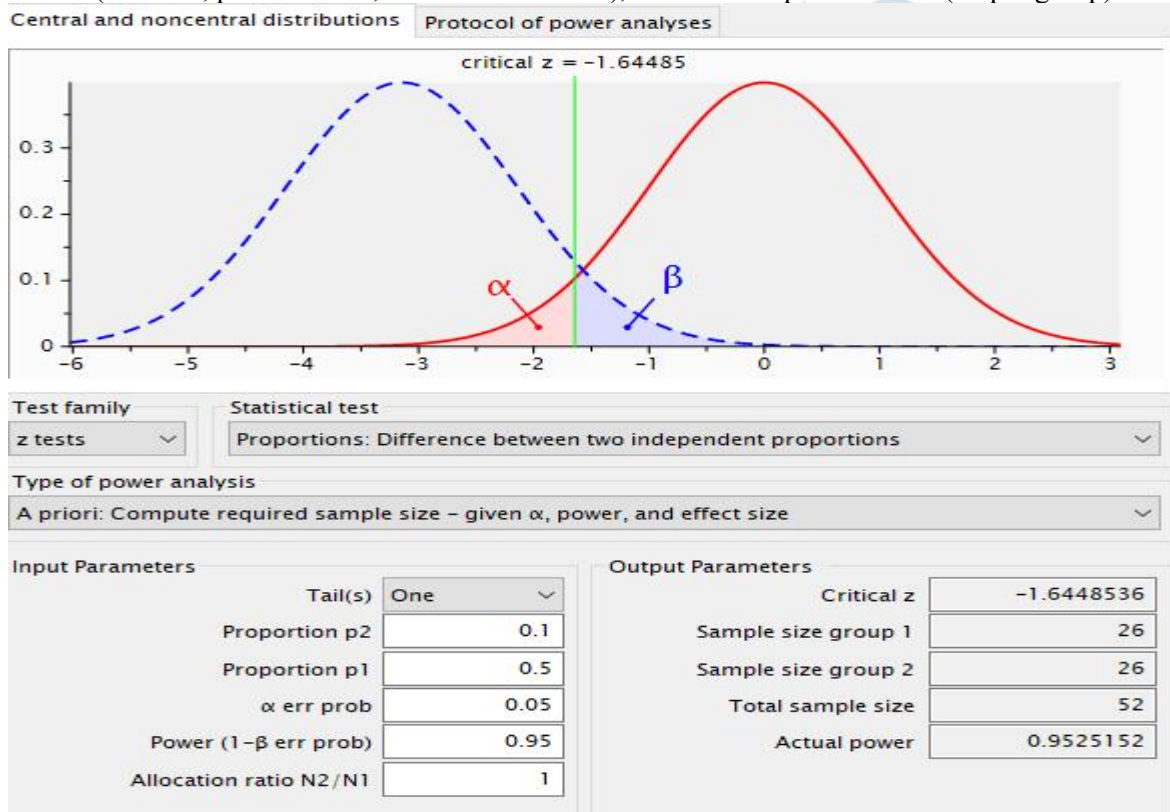 Central and noncentral distributions Protocol of power analyses
critical z = -1.64485
0.3
0.2
α β
0.1
0
-6 -5 -4 -3 -2 -1 0 1 2 3
Test family Statistical test
z tests Proportions: Difference between two independent proportions
Type of power analysis
A priori: Compute required sample size – given α, power, and effect size
Input Parameters Output Parameters
Tail(s) One Critical z -1.6448536
Proportion p2 0.1 Sample size group 1 26
Proportion p1 0.5 Sample size group 2 26
α err prob 0.05 Total sample size 52
Power (1-β err prob) 0.95 Actual power 0.9525152
Allocation ratio N2/N1 1